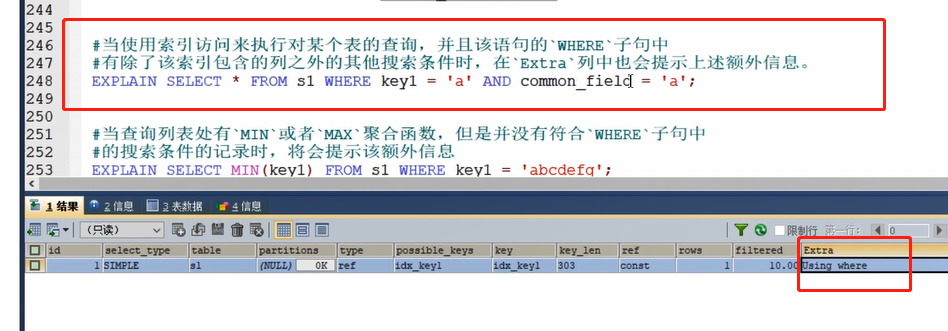 244
245
246 #当使用索引访问来执行对某个表的查询，并且该语句的`WHERE`子句中
247 #有除了该索引包含的列之外的其他搜索条件时，在`Extra`列中也会提示上述额外信息。
248 EXPLAIN SELECT * FROM s1 WHERE key1 = 'a' AND common_field = 'a';
249
250
251 #当查询列表处有`MIN`或者`MAX`聚合函数，但是并没有符合`WHERE`子句中
252 #的搜索条件的记录时，将会提示该额外信息
253 EXPLAIN SELECT MIN(key1) FROM s1 WHERE key1 = 'abcdefg';
1 结果 2 信息 3 表数据 4 信息
（只读） 限制行 第一行： 0
id select_type table partitions type possible_keys key key_len ref rows filtered Extra
1 SIMPLE s1 (NULL) 0K ref idx_key1 idx_key1 303 const 1 10.00 Using where